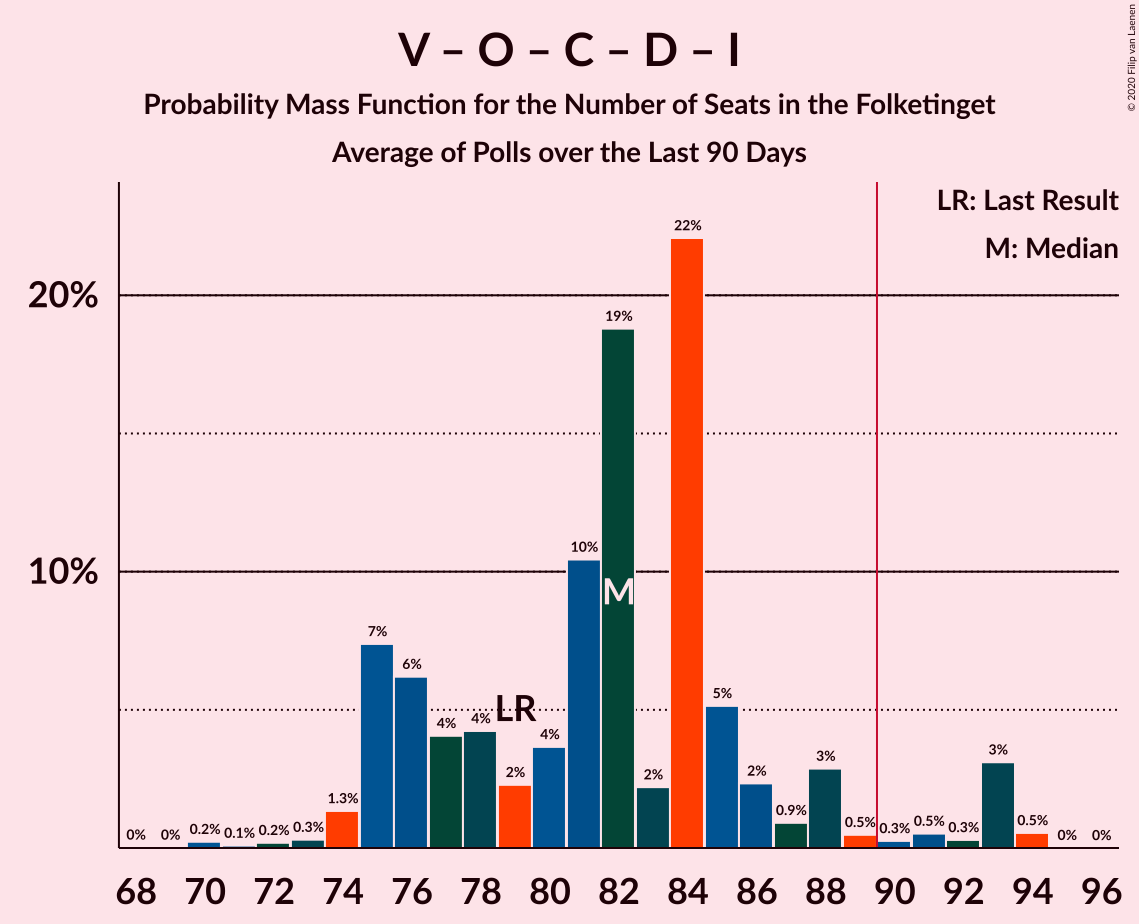 V – O – C – D – I
Probability Mass Function for the Number of Seats in the Folketinget
Average of Polls over the Last 90 Days
© 2020 Filip van Laenen
LR: Last Result
M: Median
20%
10%
0% 0% 0.2% 0.1% 0.2% 0.3% 1.3% 7% 6% 4% 4% 2% 4% 10% 19% 2% 22% 5% 2% 0.9% 3% 0.5% 0.3% 0.5% 0.3% 3% 0.5% 0% 0%
LR
M
68 70 72 74 76 78 80 82 84 86 88 90 92 94 96